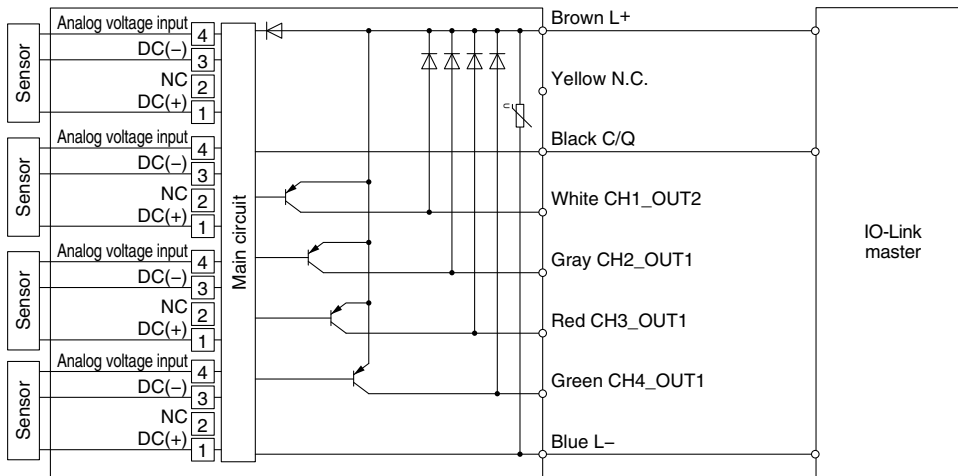 Sensor
Analog voltage input 4
DC(−) 3
NC 2
DC(+) 1
Sensor
Analog voltage input 4
DC(−) 3
NC 2
DC(+) 1
Sensor
Analog voltage input 4
DC(−) 3
NC 2
DC(+) 1
Sensor
Analog voltage input 4
DC(−) 3
NC 2
DC(+) 1
Main circuit
Brown L+
Yellow N.C.
Black C/Q
White CH1_OUT2
Gray CH2_OUT1
Red CH3_OUT1
Green CH4_OUT1
Blue L−
IO-Link
master